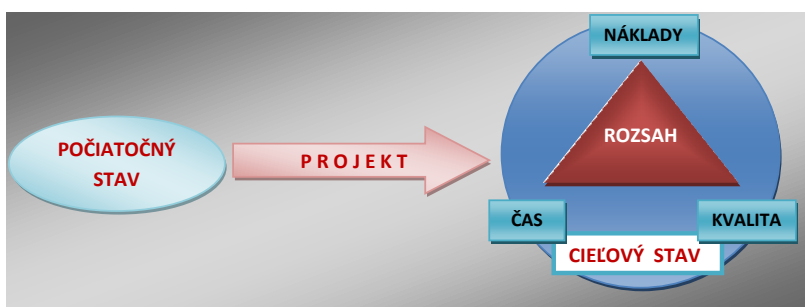 NÁKLADY
POČIATOČNÝ
STAV
P R O J E K T
ROZSAH
ČAS
KVALITA
CIEĽOVÝ STAV